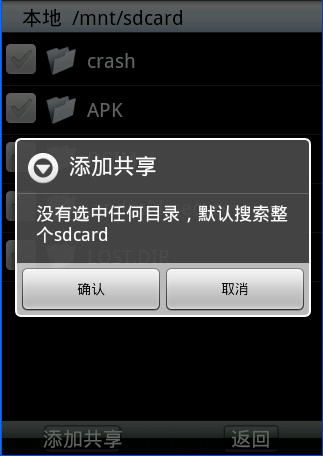 本地 /mnt/sdcard
crash
APK
添加共享
没有选中任何目录，默认搜索整
个sdcard
LOST.DIR
确认 取消
添加共享 返回